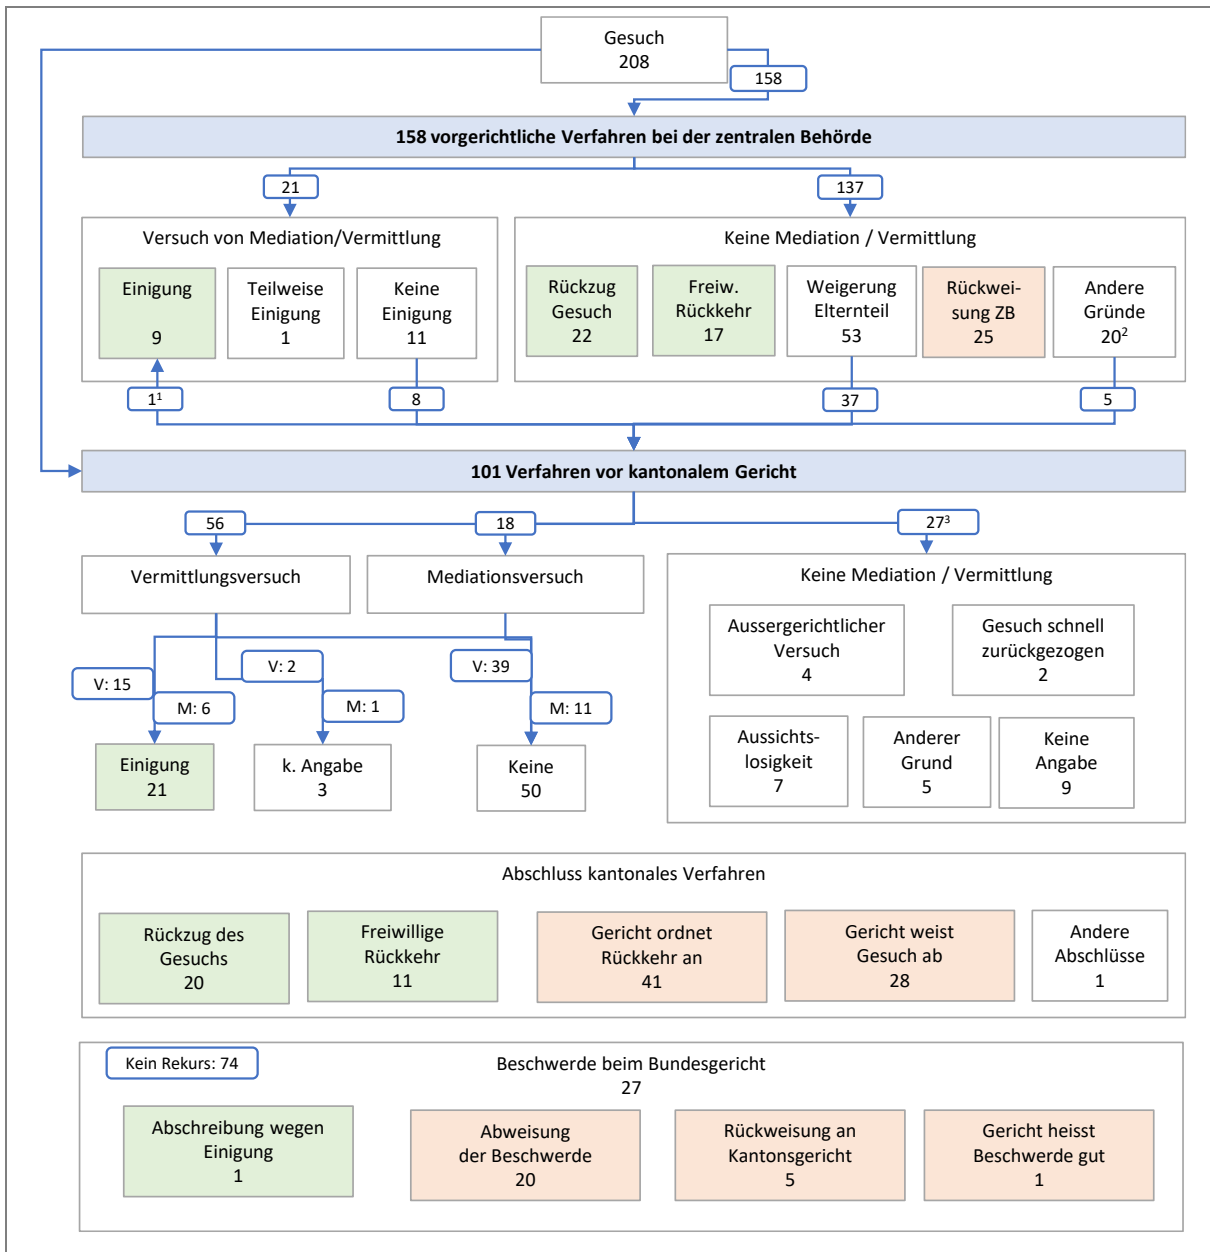 Gesuch
208
158
158 vorgerichtliche Verfahren bei der zentralen Behörde
21
137
Versuch von Mediation/Vermittlung
Einigung
9
Teilweise
Einigung
1
Keine
Einigung
11
Keine Mediation / Vermittlung
Rückzug
Gesuch
22
Freiw.
Rückkehr
17
Weigerung
Elternteil
53
Rückwei-
sung ZB
25
Andere
Gründe
20²
1¹
8
37
5
101 Verfahren vor kantonalem Gericht
56
18
27³
Vermittlungsversuch
Mediationsversuch
Keine Mediation / Vermittlung
Aussergerichtlicher
Versuch
4
Gesuch schnell
zurückgezogen
2
Aussichts-
losigkeit
7
Anderer
Grund
5
Keine
Angabe
9
V: 15
M: 6
V: 2
M: 1
V: 39
M: 11
Einigung
21
k. Angabe
3
Keine
50
Abschluss kantonales Verfahren
Rückzug des
Gesuchs
20
Freiwillige
Rückkehr
11
Gericht ordnet
Rückkehr an
41
Gericht weist
Gesuch ab
28
Andere
Abschlüsse
1
Kein Rekurs: 74
Beschwerde beim Bundesgericht
27
Abschreibung wegen
Einigung
1
Abweisung
der Beschwerde
20
Rückweisung an
Kantonsgericht
5
Gericht heisst
Beschwerde gut
1